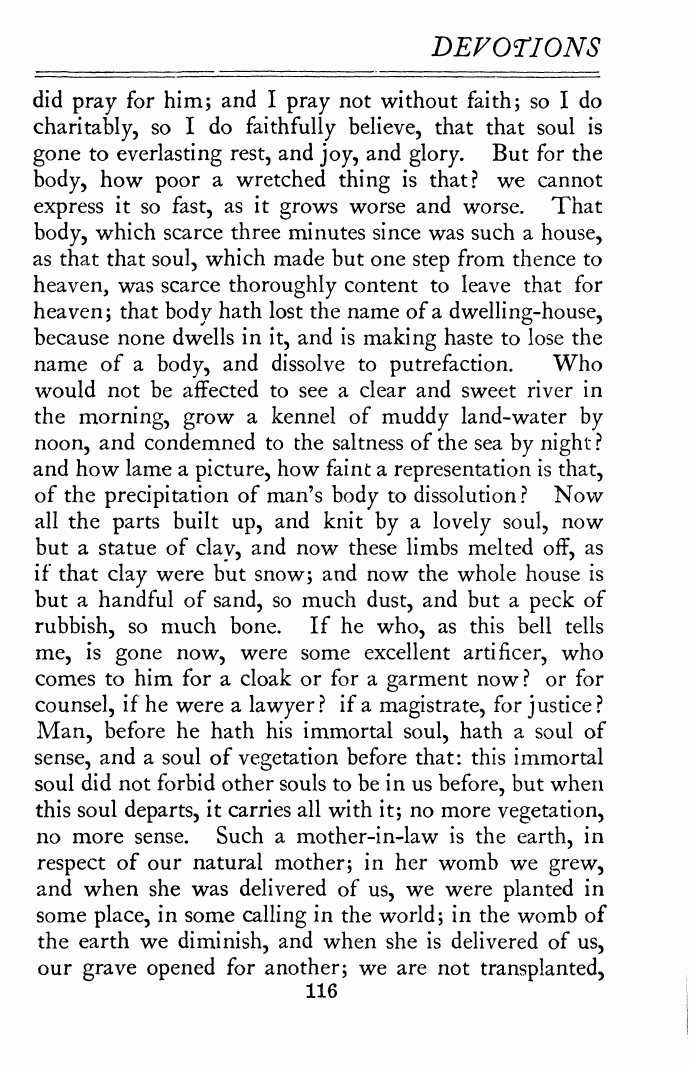 DEVOTIONS
did pray for him; and I pray not without faith; so I do
charitably, so I do faithfully believe, that that soul is
gone to everlasting rest, and joy, and glory. But for the
body, how poor a wretched thing is that? we cannot
express it so fast, as it grows worse and worse. That
body, which scarce three minutes since was such a house,
as that that soul, which made but one step from thence to
heaven, was scarce thoroughly content to leave that for
heaven; that body hath lost the name of a dwelling-house,
because none dwells in it, and is making haste to lose the
name of a body, and dissolve to putrefaction. Who
would not be affected to see a clear and sweet river in
the morning, grow a kennel of muddy land-water by
noon, and condemned to the saltness of the sea by night?
and how lame a picture, how faint a representation is that,
of the precipitation of man's body to dissolution? Now
all the parts built up, and knit by a lovely soul, now
but a statue of clay, and now these limbs melted off, as
if that clay were but snow; and now the whole house is
but a handful of sand, so much dust, and but a peck of
rubbish, so much bone. If he who, as this bell tells
me, is gone now, were some excellent artificer, who
comes to him for a cloak or for a garment now? or for
counsel, if he were a lawyer? if a magistrate, for justice?
Man, before he hath his immortal soul, hath a soul of
sense, and a soul of vegetation before that: this immortal
soul did not forbid other souls to be in us before, but when
this soul departs, it carries all with it; no more vegetation,
no more sense. Such a mother-in-law is the earth, in
respect of our natural mother; in her womb we grew,
and when she was delivered of us, we were planted in
some place, in some calling in the world; in the womb of
the earth we diminish, and when she is delivered of us,
our grave opened for another; we are not transplanted,
116